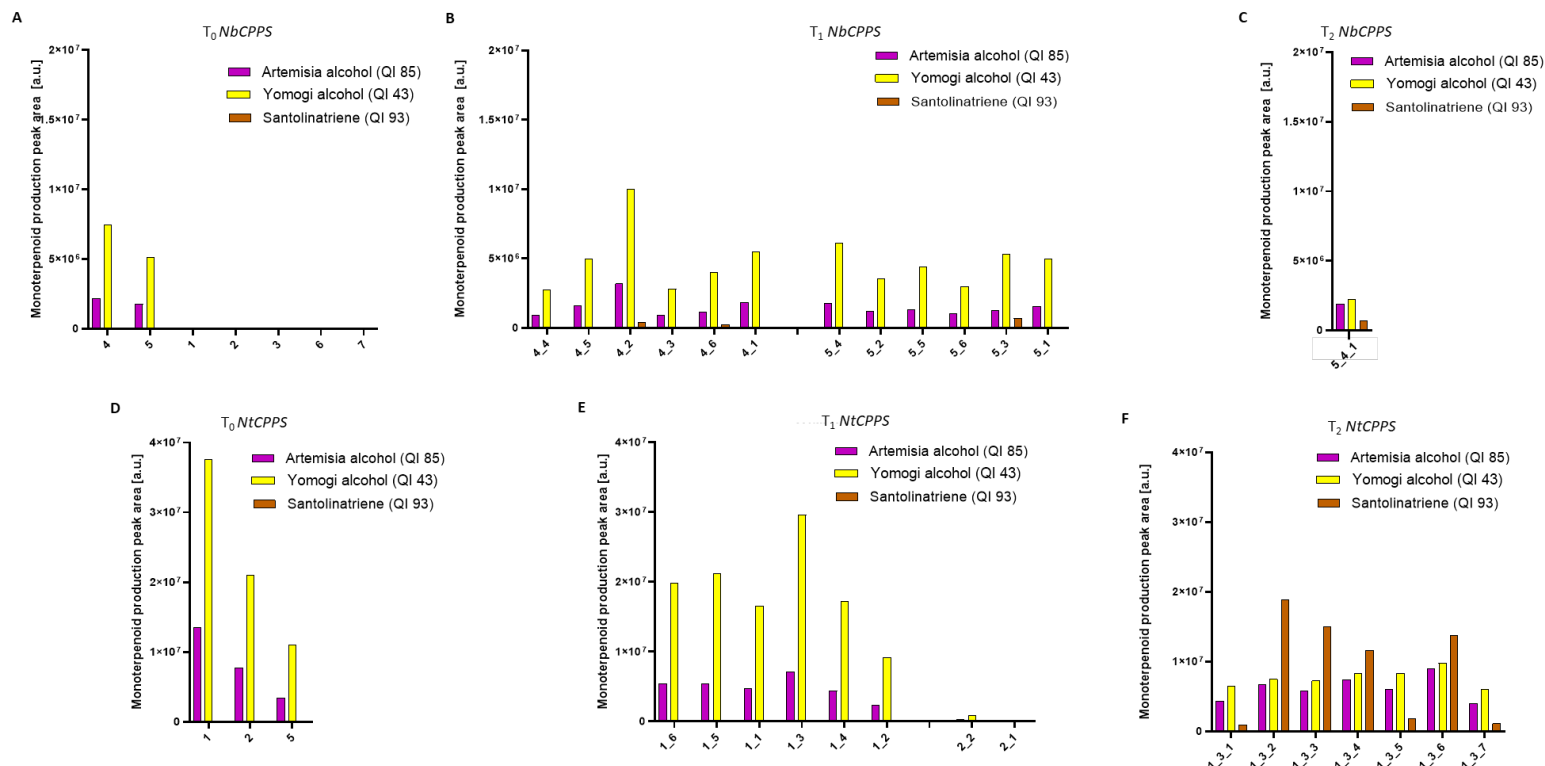 A
T0 NbCPPS
Monoterpenoid production peak area [a.u.]
2×10^7
1.5×10^7
1×10^7
5×10^6
0
Artemisia alcohol (QI 85)
Yomogi alcohol (QI 43)
Santolinatriene (QI 93)
4 5 1 2 3 6 7
B
T1 NbCPPS
Monoterpenoid production peak area [a.u.]
2×10^7
1.5×10^7
1×10^7
5×10^6
0
Artemisia alcohol (QI 85)
Yomogi alcohol (QI 43)
Santolinatriene (QI 93)
4_4 4_5 4_2 4_3 4_6 4_1 5_4 5_2 5_5 5_6 5_3 5_1
C
T2 NbCPPS
Monoterpenoid production peak area [a.u.]
2×10^7
1.5×10^7
1×10^7
5×10^6
0
Artemisia alcohol (QI 85)
Yomogi alcohol (QI 43)
Santolinatriene (QI 93)
5_4_1
D
T0 NtCPPS
Monoterpenoid production peak area [a.u.]
4×10^7
3×10^7
2×10^7
1×10^7
0
Artemisia alcohol (QI 85)
Yomogi alcohol (QI 43)
Santolinatriene (QI 93)
1 2 5
E
T1 NtCPPS
Monoterpenoid production peak area [a.u.]
4×10^7
3×10^7
2×10^7
1×10^7
0
Artemisia alcohol (QI 85)
Yomogi alcohol (QI 43)
Santolinatriene (QI 93)
1_6 1_5 1_1 1_3 1_4 1_2 2_2 2_1
F
T2 NtCPPS
Monoterpenoid production peak area [a.u.]
4×10^7
3×10^7
2×10^7
1×10^7
0
Artemisia alcohol (QI 85)
Yomogi alcohol (QI 43)
Santolinatriene (QI 93)
1_3_1 1_3_2 1_3_3 1_3_4 1_3_5 1_3_6 1_3_7